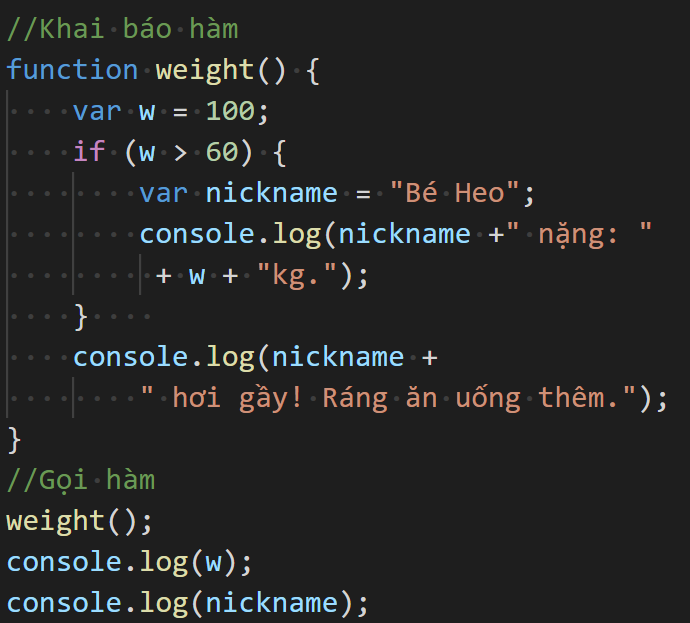 //Khai báo hàm
function weight() {
    var w = 100;
    if (w > 60) {
        var nickname = "Bé Heo";
        console.log(nickname +" nặng: "
         + w + "kg.");
    }
    console.log(nickname +
        " hơi gầy! Ráng ăn uống thêm.");
}
//Gọi hàm
weight();
console.log(w);
console.log(nickname);